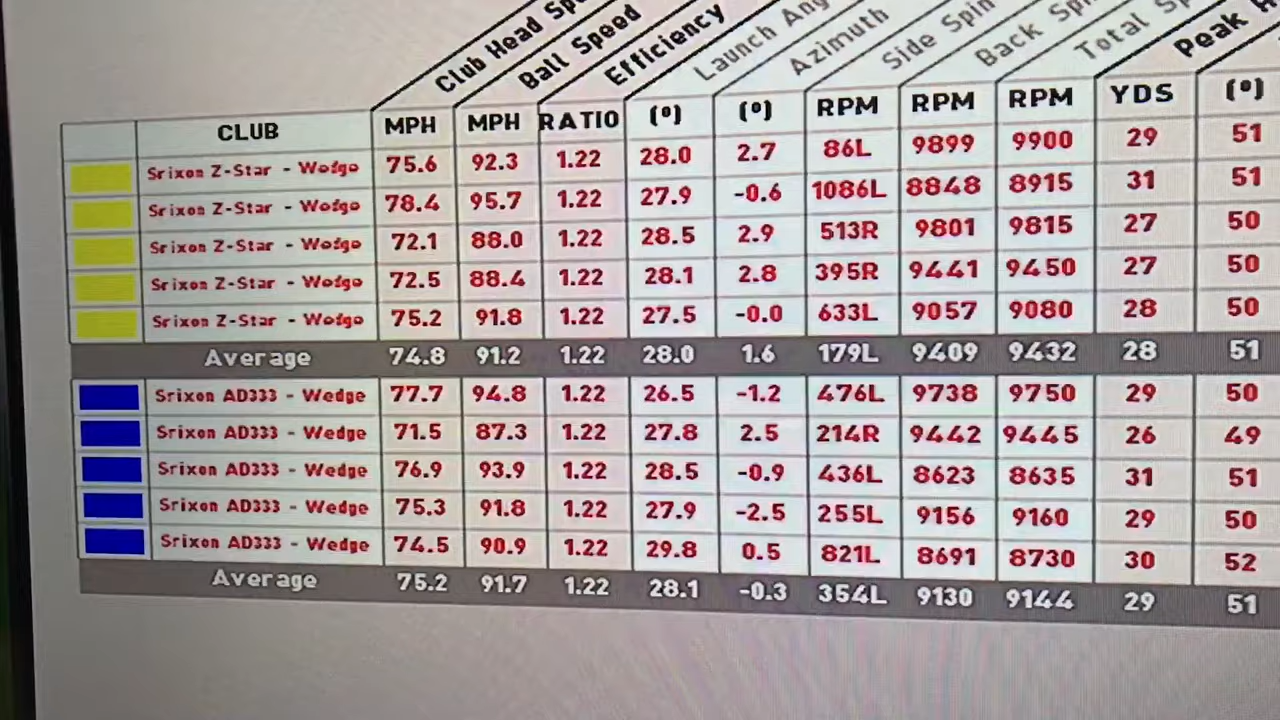 Club Head Sp
Ball Speed
Efficiency
Launch Ang
Azimuth
Side Spin
Back Spi
Total Sp
Peak H
CLUB MPH MPH RATIO (º) (º) RPM RPM RPM YDS (º)
Srixon Z-Star - Wedge 75.6 92.3 1.22 28.0 2.7 86L 9899 9900 29 51
Srixon Z-Star - Wedge 78.4 95.7 1.22 27.9 -0.6 1086L 8848 8915 31 51
Srixon Z-Star - Wedge 72.1 88.0 1.22 28.5 2.9 513R 9801 9815 27 50
Srixon Z-Star - Wedge 72.5 88.4 1.22 28.1 2.8 395R 9441 9450 27 50
Srixon Z-Star - Wedge 75.2 91.8 1.22 27.5 -0.0 633L 9057 9080 28 50
Average 74.8 91.2 1.22 28.0 1.6 179L 9409 9432 28 51
Srixon AD333 - Wedge 77.7 94.8 1.22 26.5 -1.2 476L 9738 9750 29 50
Srixon AD333 - Wedge 71.5 87.3 1.22 27.8 2.5 214R 9442 9445 26 49
Srixon AD333 - Wedge 76.9 93.9 1.22 28.5 -0.9 436L 8623 8635 31 51
Srixon AD333 - Wedge 75.3 91.8 1.22 27.9 -2.5 255L 9156 9160 29 50
Srixon AD333 - Wedge 74.5 90.9 1.22 29.8 0.5 821L 8691 8730 30 52
Average 75.2 91.7 1.22 28.1 -0.3 354L 9130 9144 29 51